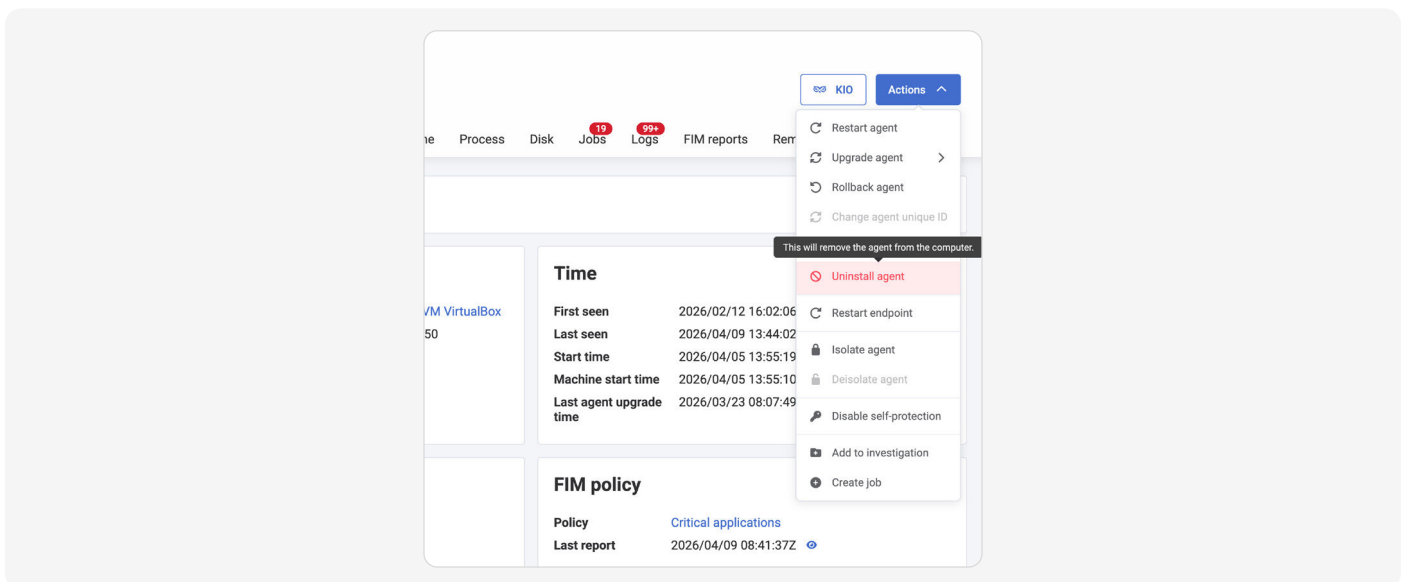 KIO
Actions
ne Process Disk Jobs 19 Logs 99+ FIM reports Rem
Restart agent
Upgrade agent
Rollback agent
Change agent unique ID
This will remove the agent from the computer.
Uninstall agent
Restart endpoint
Isolate agent
Deisolate agent
Disable self-protection
Add to investigation
Create job
VM VirtualBox
50
Time
First seen 2026/02/12 16:02:06
Last seen 2026/04/09 13:44:02
Start time 2026/04/05 13:55:19
Machine start time 2026/04/05 13:55:10
Last agent upgrade 2026/03/23 08:07:49
time
FIM policy
Policy Critical applications
Last report 2026/04/09 08:41:37Z